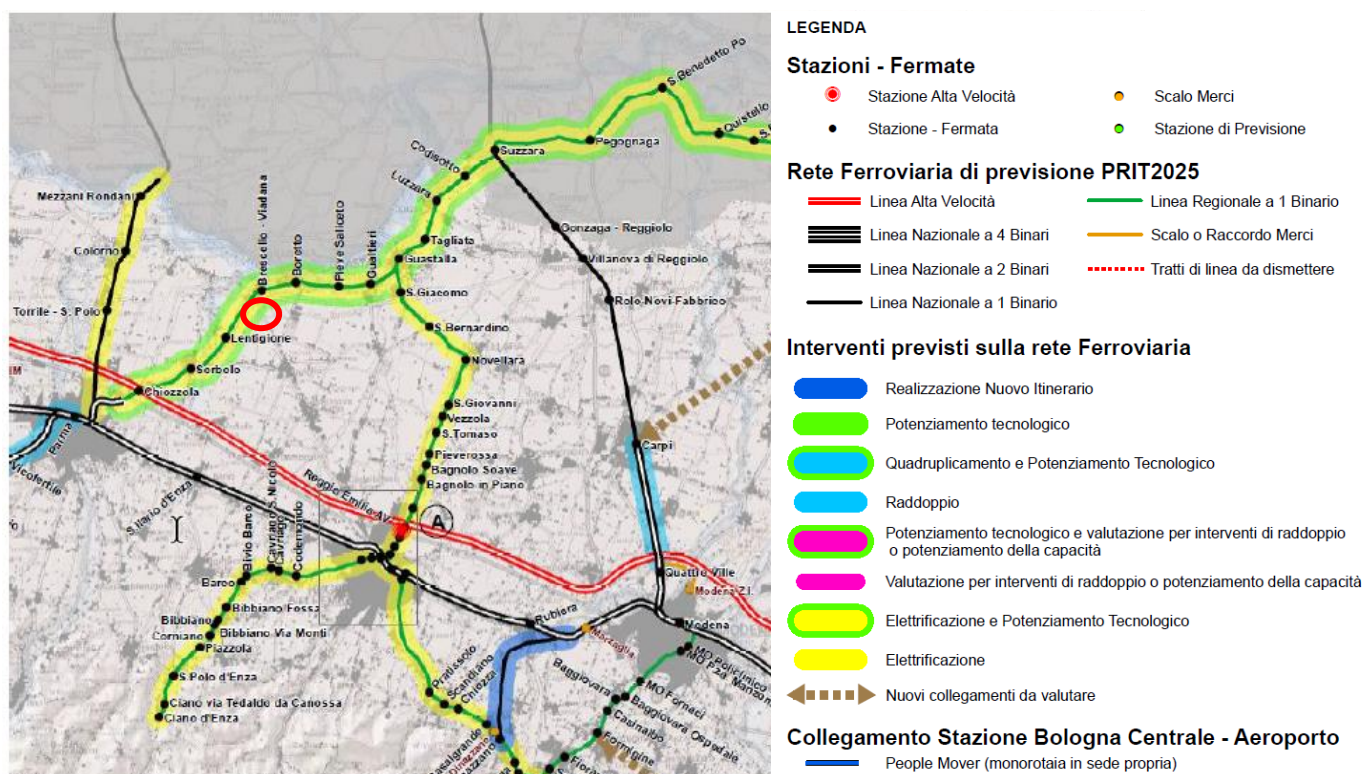 S.Benedetto Po
Quistello
Pegognaga
Suzzara
Codisotto
Luzzara
Mezzani Rondani
Brescello - Viadana
Boretto
Pieve Saliceto
Gualtieri
Tagliata
Gonzaga - Reggiolo
Colorno
Guastalla
Villanova di Reggiolo
S.Giacomo
Rolo-Novi-Fabbrico
Torrile - S. Polo
S.Bernardino
Lentigione
Novellara
Sorbolo
Chiozzola
S.Giovanni
Vezzola
Parma
S.Tomaso
Carpi
Vicofertile
Pieverossa
Bagnolo Soave
Bagnolo in Piano
S.Ilario d'Enza
Reggio Emilia AV
A
Bivio Barco
Cavriago S.Nicolò
Cavriago
Codemondo
Barco
Quattro Ville
Modena Z.I.
Bibbiano Fossa
Bibbiano
Rubiera
Modena
Corniano
Bibbiano Via Monti
Marzaglia
Piazzola
MO Policlinico
MO P.za Manzoni
S.Polo d'Enza
Pratissolo
Scandiano
Chiozza
Baggiovara
MO Fornaci
Baggiovara Ospedale
Ciano via Tedaldo da Canossa
Casinalbo
Ciano d'Enza
Formigine
Casalgrande
Dinazzano
LEGENDA
Stazioni - Fermate
Stazione Alta Velocità
Scalo Merci
Stazione - Fermata
Stazione di Previsione
Rete Ferroviaria di previsione PRIT2025
Linea Alta Velocità
Linea Regionale a 1 Binario
Linea Nazionale a 4 Binari
Scalo o Raccordo Merci
Linea Nazionale a 2 Binari
Tratti di linea da dismettere
Linea Nazionale a 1 Binario
Interventi previsti sulla rete Ferroviaria
Realizzazione Nuovo Itinerario
Potenziamento tecnologico
Quadruplicamento e Potenziamento Tecnologico
Raddoppio
Potenziamento tecnologico e valutazione per interventi di raddoppio
o potenziamento della capacità
Valutazione per interventi di raddoppio o potenziamento della capacità
Elettrificazione e Potenziamento Tecnologico
Elettrificazione
Nuovi collegamenti da valutare
Collegamento Stazione Bologna Centrale - Aeroporto
People Mover (monorotaia in sede propria)